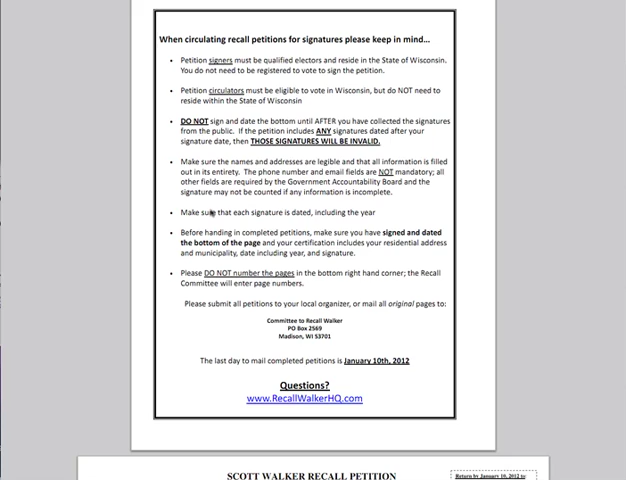 When circulating recall petitions for signatures please keep in mind...
• Petition signers must be qualified electors and reside in the State of Wisconsin.
You do not need to be registered to vote to sign the petition.
• Petition circulators must be eligible to vote in Wisconsin, but do NOT need to
reside within the State of Wisconsin
• DO NOT sign and date the bottom until AFTER you have collected the signatures
from the public. If the petition includes ANY signatures dated after your
signature date, then THOSE SIGNATURES WILL BE INVALID.
• Make sure the names and addresses are legible and that all information is filled
out in its entirety. The phone number and email fields are NOT mandatory; all
other fields are required by the Government Accountability Board and the
signature may not be counted if any information is incomplete.
• Make sure that each signature is dated, including the year
• Before handing in completed petitions, make sure you have signed and dated
the bottom of the page and your certification includes your residential address
and municipality, date including year, and signature.
• Please DO NOT number the pages in the bottom right hand corner; the Recall
Committee will enter page numbers.
Please submit all petitions to your local organizer, or mail all original pages to:
Committee to Recall Walker
PO Box 2569
Madison, WI 53701
The last day to mail completed petitions is January 10th, 2012
Questions?
www.RecallWalkerHQ.com
SCOTT WALKER RECALL PETITION
Return by January 10, 2012 to: